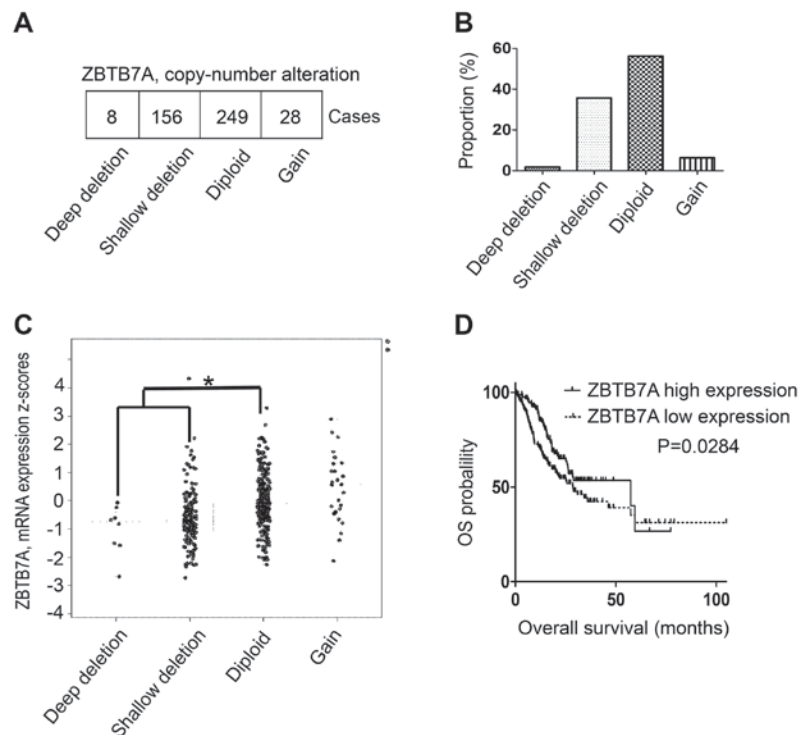 A
ZBTB7A, copy-number alteration
8 156 249 28 Cases
Deep deletion
Shallow deletion
Diploid
Gain
B
Proportion (%)
60
40
20
0
Deep deletion
Shallow deletion
Diploid
Gain
C
ZBTB7A, mRNA expression z-scores
4
3
2
1
0
-1
-2
-3
-4
*
Deep deletion
Shallow deletion
Diploid
Gain
D
OS probalility
100
50
0
ZBTB7A high expression
ZBTB7A low expression
P=0.0284
0 50 100
Overall survival (months)